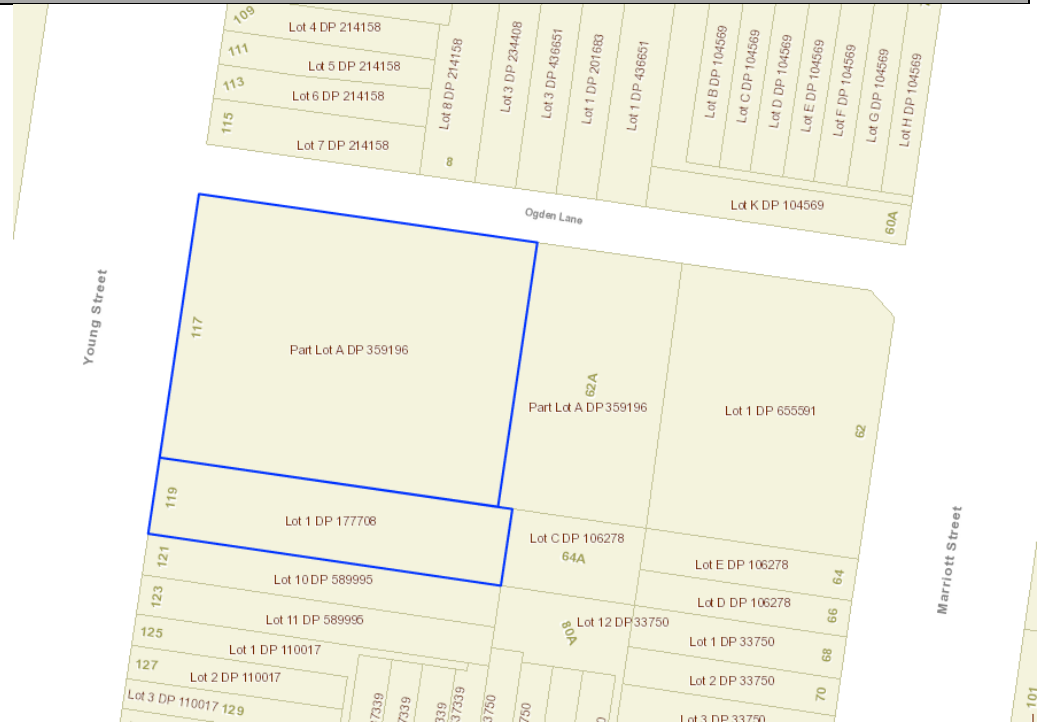 109
Lot 4 DP 214158
111
Lot 5 DP 214158
113
Lot 6 DP 214158
115
Lot 7 DP 214158
Lot 8 DP 214158
8
Lot 3 DP 234408
Lot 3 DP 436651
Lot 1 DP 201683
Lot 1 DP 436651
Lot B DP 104569
Lot C DP 104569
Lot D DP 104569
Lot E DP 104569
Lot F DP 104569
Lot G DP 104569
Lot H DP 104569
Lot K DP 104569
60A
Ogden Lane
Young Street
117
Part Lot A DP 359196
62A
Part Lot A DP 359196
Lot 1 DP 655591
62
119
Lot 1 DP 177708
Lot C DP 106278
64A
Lot E DP 106278
64
Marriott Street
121
Lot 10 DP 589995
Lot D DP 106278
66
123
Lot 11 DP 589995
80A
Lot 12 DP 33750
Lot 1 DP 33750
68
125
Lot 1 DP 110017
127
Lot 2 DP 110017
Lot 2 DP 33750
70
Lot 3 DP 110017
129
37339
37339
339
37339
33750
750
Lot 3 DP 33750
101